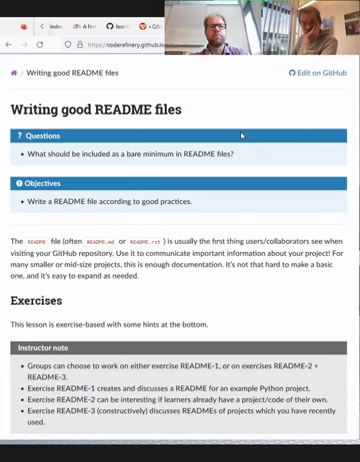 index
A fi
less
Q&
https://coderefinery.github.io
/ Writing good README files
Edit on GitHub
Writing good README files
? Questions
• What should be included as a bare minimum in README files?
Objectives
• Write a README file according to good practices.
The README file (often README.md or README.rst ) is usually the first thing users/collaborators see when
visiting your GitHub repository. Use it to communicate important information about your project! For
many smaller or mid-size projects, this is enough documentation. It's not that hard to make a basic
one, and it's easy to expand as needed.
Exercises
This lesson is exercise-based with some hints at the bottom.
Instructor note
• Groups can choose to work on either exercise README-1, or on exercises README-2 +
README-3.
• Exercise README-1 creates and discusses a README for an example Python project.
• Exercise README-2 can be interesting if learners already have a project/code of their own.
• Exercise README-3 (constructively) discusses READMEs of projects which you have recently
used.